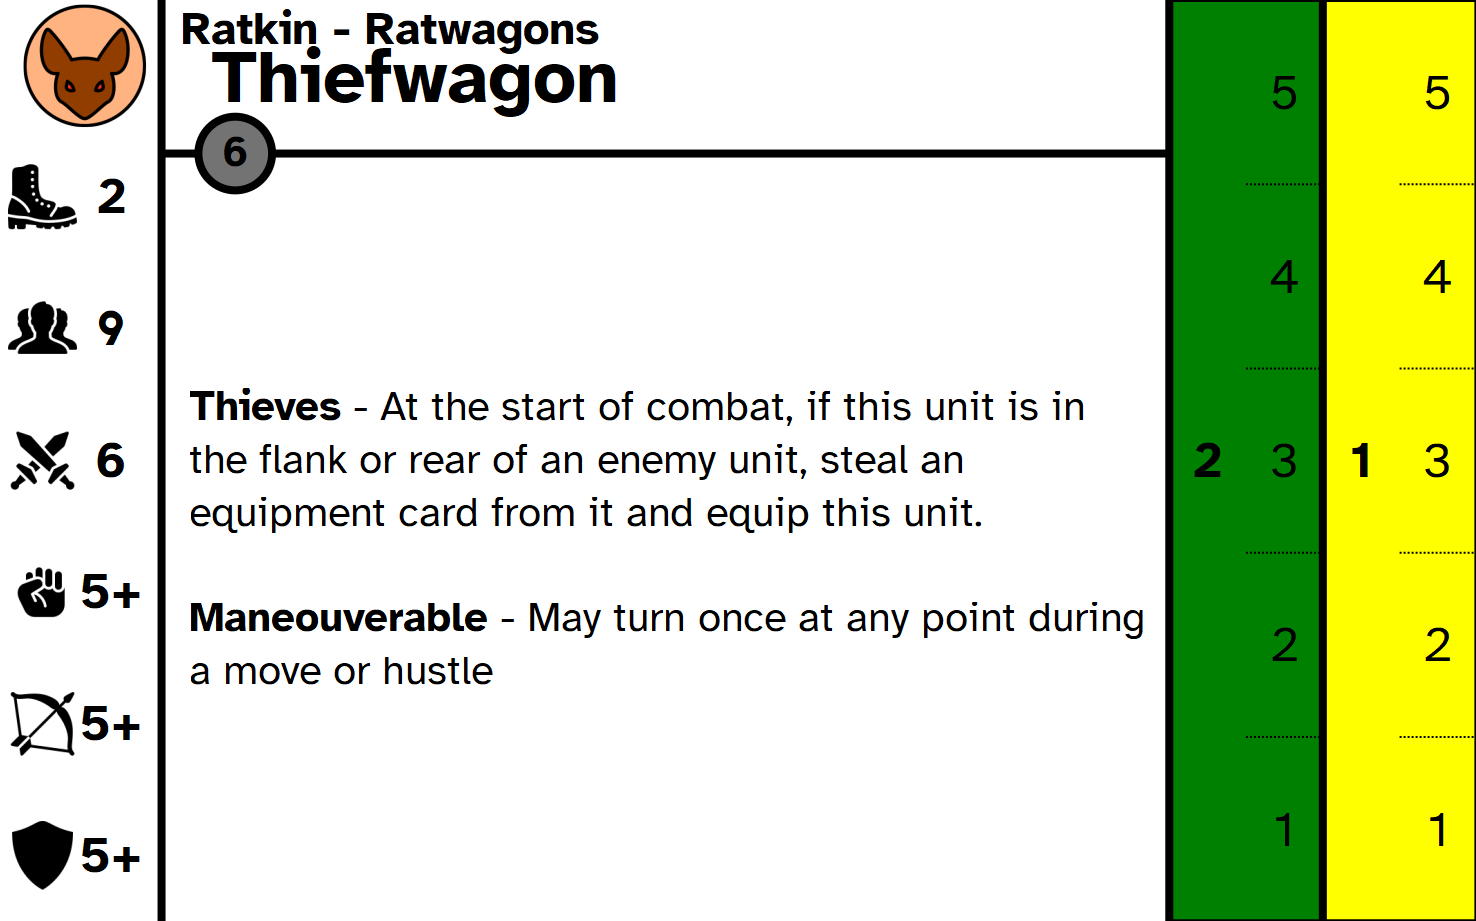 Ratkin - Ratwagons
Thiefwagon
6
2
9
6
5+
5+
5+
Thieves - At the start of combat, if this unit is in
the flank or rear of an enemy unit, steal an
equipment card from it and equip this unit.
Maneouverable - May turn once at any point during
a move or hustle
2
5
4
3
2
1
1
5
4
3
2
1